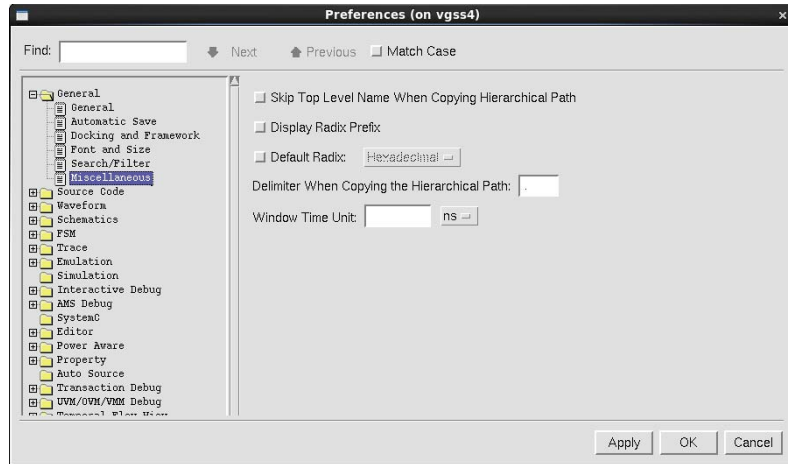 Preferences (on vgss4)
Find:
Next
Previous
Match Case
General
General
Automatic Save
Docking and Framework
Font and Size
Search/Filter
Miscellaneous
Source Code
Waveform
Schematics
FSM
Trace
Emulation
Simulation
Interactive Debug
AMS Debug
SystemC
Editor
Power Aware
Property
Auto Source
Transaction Debug
UVM/OVM/VMM Debug
Temporal Flow View
Skip Top Level Name When Copying Hierarchical Path
Display Radix Prefix
Default Radix: Hexadecimal
Delimiter When Copying the Hierarchical Path: .
Window Time Unit: ns
Apply OK Cancel